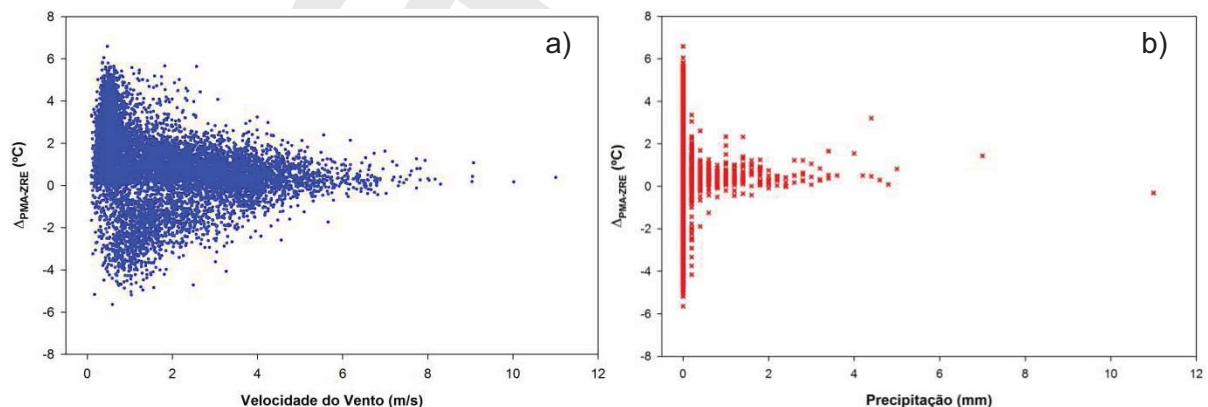 a)
8
6
4
2
0
-2
-4
-6
-8
Δ_PMA-ZRE (ºC)
0 2 4 6 8 10 12
Velocidade do Vento (m/s)
b)
8
6
4
2
0
-2
-4
-6
-8
Δ_PMA-ZRE (ºC)
0 2 4 6 8 10 12
Precipitação (mm)